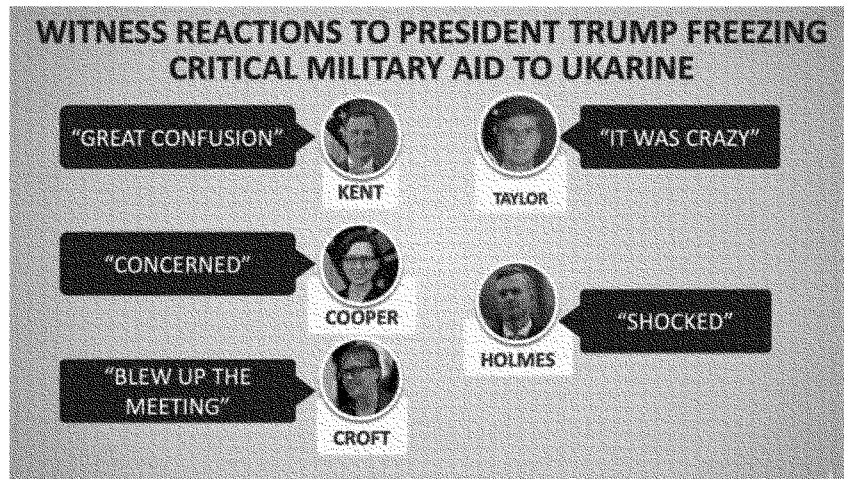 WITNESS REACTIONS TO PRESIDENT TRUMP FREEZING
CRITICAL MILITARY AID TO UKARINE
"GREAT CONFUSION"
KENT
"IT WAS CRAZY"
TAYLOR
"CONCERNED"
COOPER
"SHOCKED"
HOLMES
"BLEW UP THE
MEETING"
CROFT